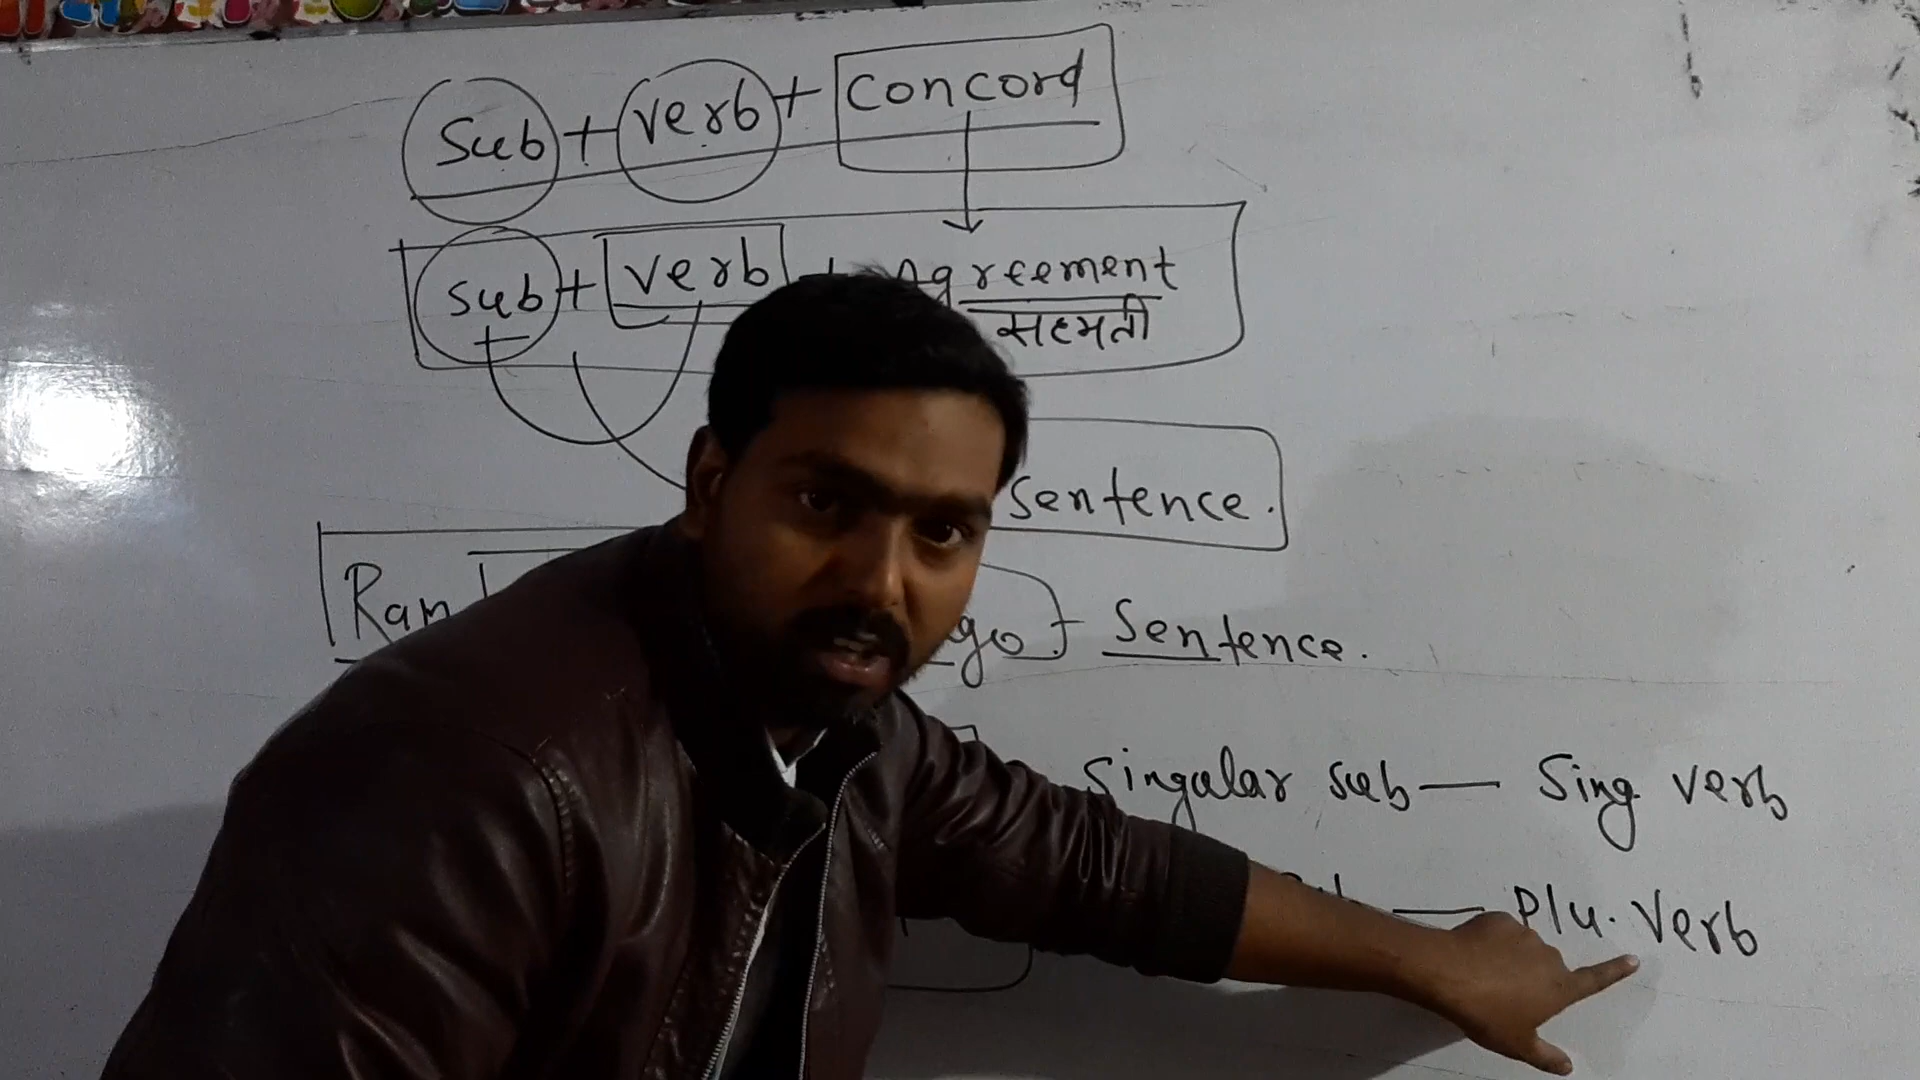 Sub + verb + Concord
sub + verb + Agreement
सहमती
sentence.
Ram go. Sentence.
Singular sub — Sing. verb
— Plu. Verb